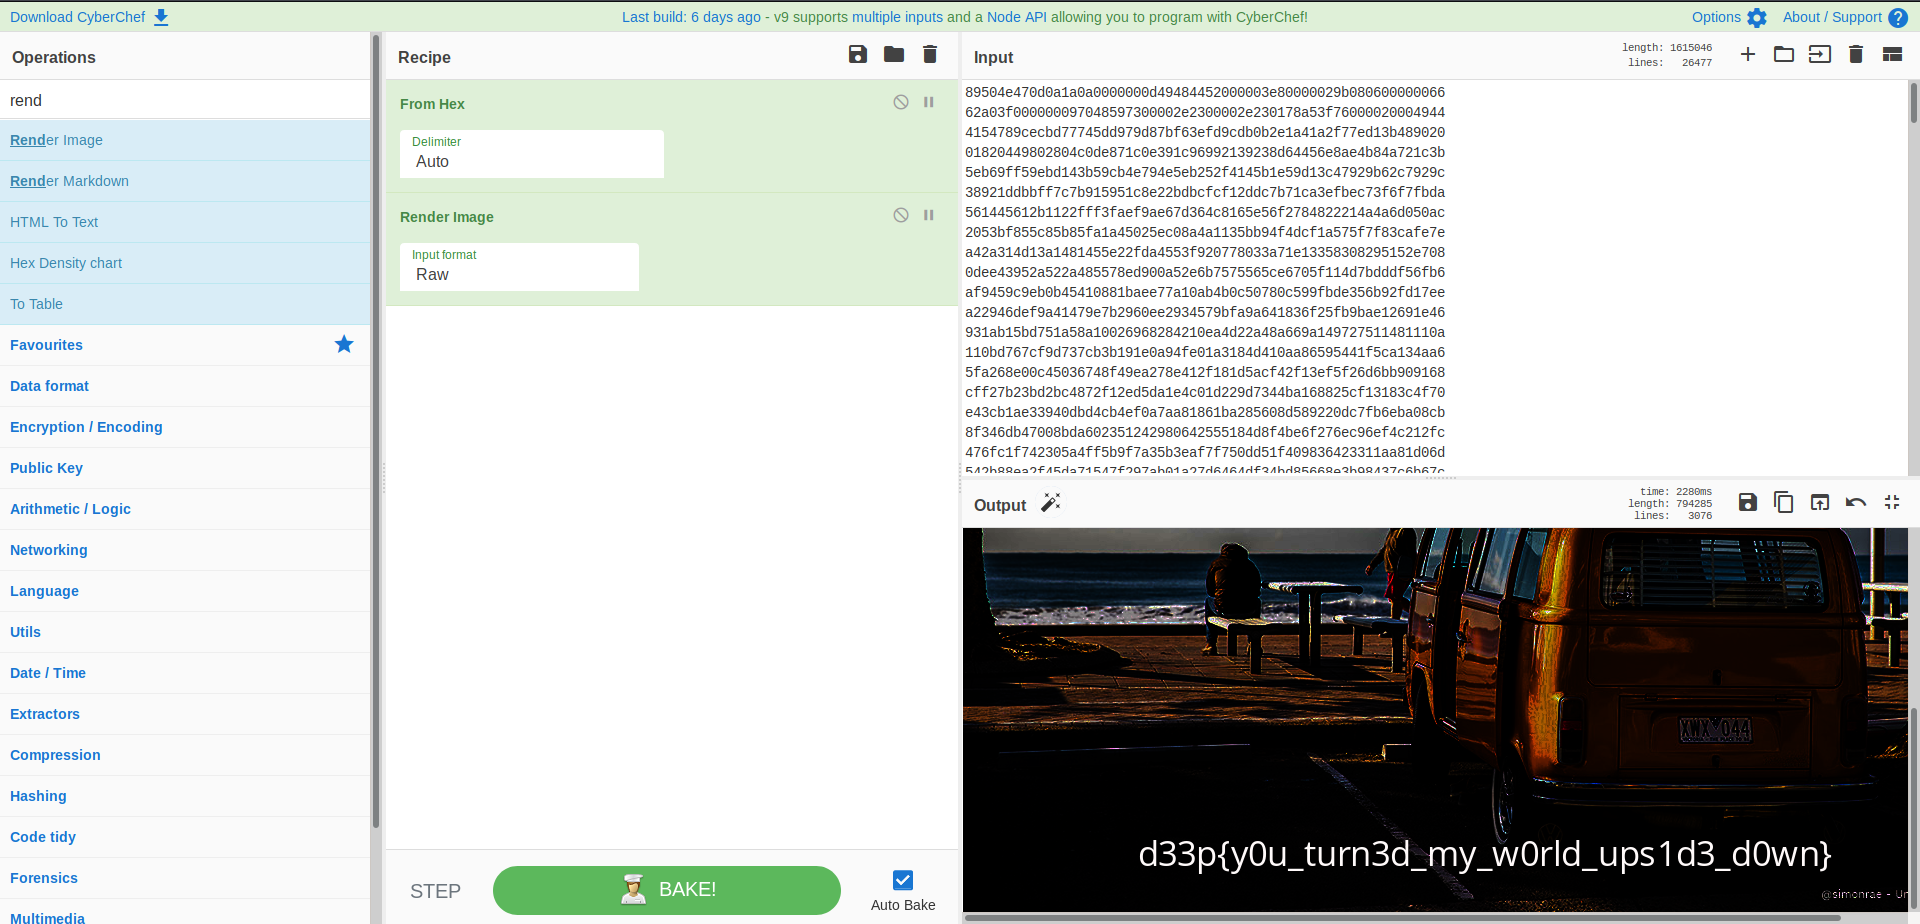 Download CyberChef
Last build: 6 days ago - v9 supports multiple inputs and a Node API allowing you to program with CyberChef!
Options
About / Support
Operations
rend
Render Image
Render Markdown
HTML To Text
Hex Density chart
To Table
Favourites
Data format
Encryption / Encoding
Public Key
Arithmetic / Logic
Networking
Language
Utils
Date / Time
Extractors
Compression
Hashing
Code tidy
Forensics
Multimedia
Recipe
From Hex
Delimiter
Auto
Render Image
Input format
Raw
STEP
BAKE!
Auto Bake
Input
length: 1615046
lines: 26477
89504e470d0a1a0a0000000d49484452000003e80000029b080600000066
62a03f000000097048597300002e2300002e230178a53f76000020004944
4154789cecbd77745dd979d87bf63efd9cdb0b2e1a41a2f77ed13b489020
01820449802804c0de871c0e391c96992139238d64456e8ae4b84a721c3b
5eb69ff59ebd143b59cb4e794e5eb252f4145b1e59d13c47929b62c7929c
38921ddbbff7c7b915951c8e22bdbcfcf12ddc7b71ca3efbec73f6f7fbda
561445612b1122fff3faef9ae67d364c8165e56f2784822214a4a6d050ac
2053bf855c85b85fa1a45025ec08a4a1135bb94f4dcf1a575f7f83cafe7e
a42a314d13a1481455e22fda4553f920778033a71e13358308295152e708
0dee43952a522a485578ed900a52e6b7575565ce6705f114d7bdddf56fb6
af9459c9eb0b45410881baee77a10ab4b0c50780c599fbde356b92fd17ee
a22946def9a41479e7b2960ee2934579bfa9a641836f25fb9bae12691e46
931ab15bd751a58a10026968284210ea4d22a48a669a149727511481110a
110bd767cf9d737cb3b191e0a94fe01a3184d410aa86595441f5ca134aa6
5fa268e00c45036748f49ea278e412f181d5acf42f13ef5f26d6bb909168
cff27b23bd2bc4872f12ed5da1e4c01d229d7344ba168825cf13183c4f70
e43cb1ae33940dbd4cb4ef0a7aa81861ba285608d589220dc7fb6eba08cb
8f346db47008bda602351242980642555184d8f4be6f276ec96ef4c212fc
476fc1f742305a4ff5b9f7a35b3eaf7f750dd51f409836423311aa81d06d
Output
time: 2280ms
length: 794285
lines: 3076
XWX 044
d33p{y0u_turn3d_my_w0rld_ups1d3_d0wn}
@simonrae - Un